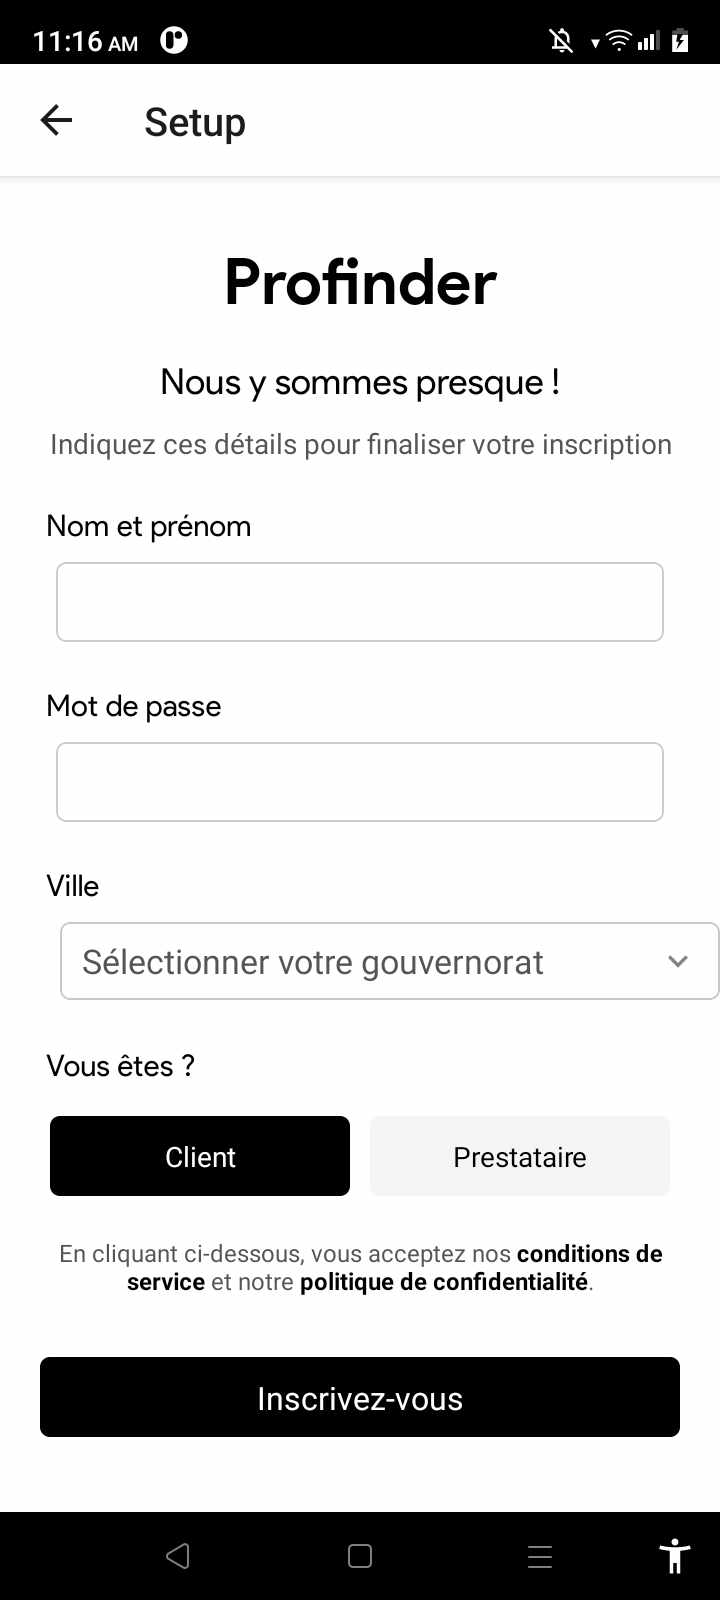 11:16 AM
Setup
Profinder
Nous y sommes presque !
Indiquez ces détails pour finaliser votre inscription
Nom et prénom
Mot de passe
Ville
Sélectionner votre gouvernorat
Vous êtes ?
Client
Prestataire
En cliquant ci-dessous, vous acceptez nos conditions de
service et notre politique de confidentialité.
Inscrivez-vous